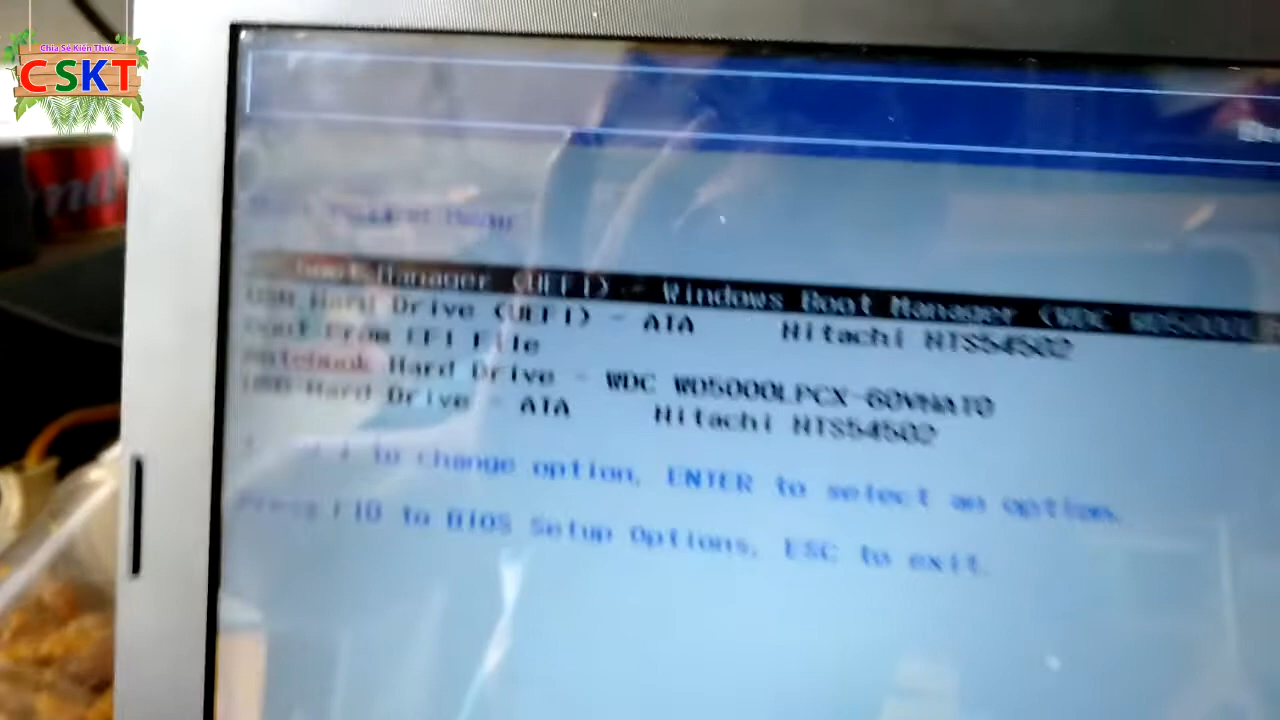 Chia Sẻ Kiến Thức
CSKT
Boot Manager (UEFI) - Windows Boot Manager (WDC WD5000L
USB Hard Drive (UEFI) - ATA Hitachi HTS54502
Boot From EFI File
Notebook Hard Drive - WDC WD5000LPCX-60VHAT0
USB Hard Drive - ATA Hitachi HTS54502
to change option, ENTER to select an option.
Press F10 to BIOS Setup Options, ESC to exit.